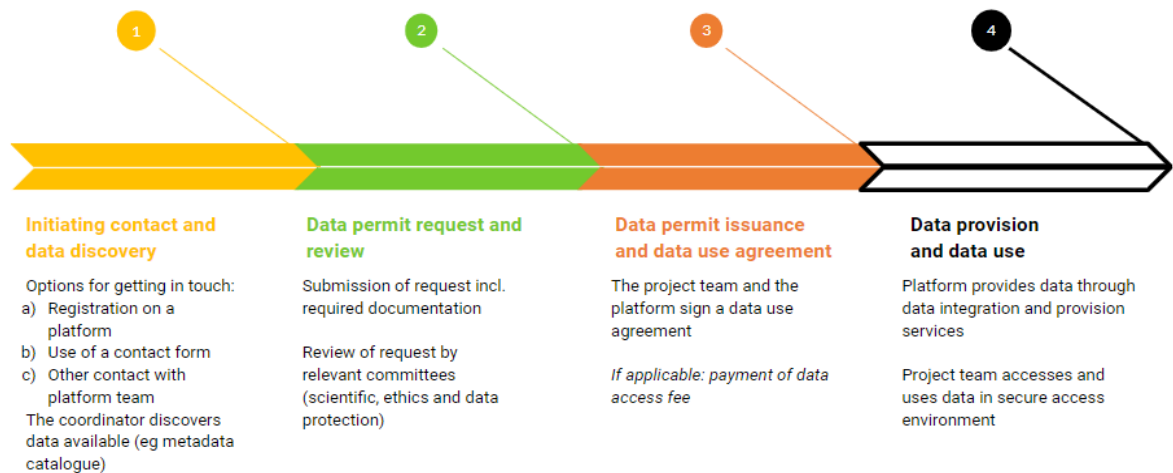 1
2
3
4
Initiating contact and
data discovery
Options for getting in touch:
a) Registration on a
platform
b) Use of a contact form
c) Other contact with
platform team
The coordinator discovers
data available (eg metadata
catalogue)
Data permit request and
review
Submission of request incl.
required documentation
Review of request by
relevant committees
(scientific, ethics and data
protection)
Data permit issuance
and data use agreement
The project team and the
platform sign a data use
agreement
If applicable: payment of data
access fee
Data provision
and data use
Platform provides data through
data integration and provision
services
Project team accesses and
uses data in secure access
environment